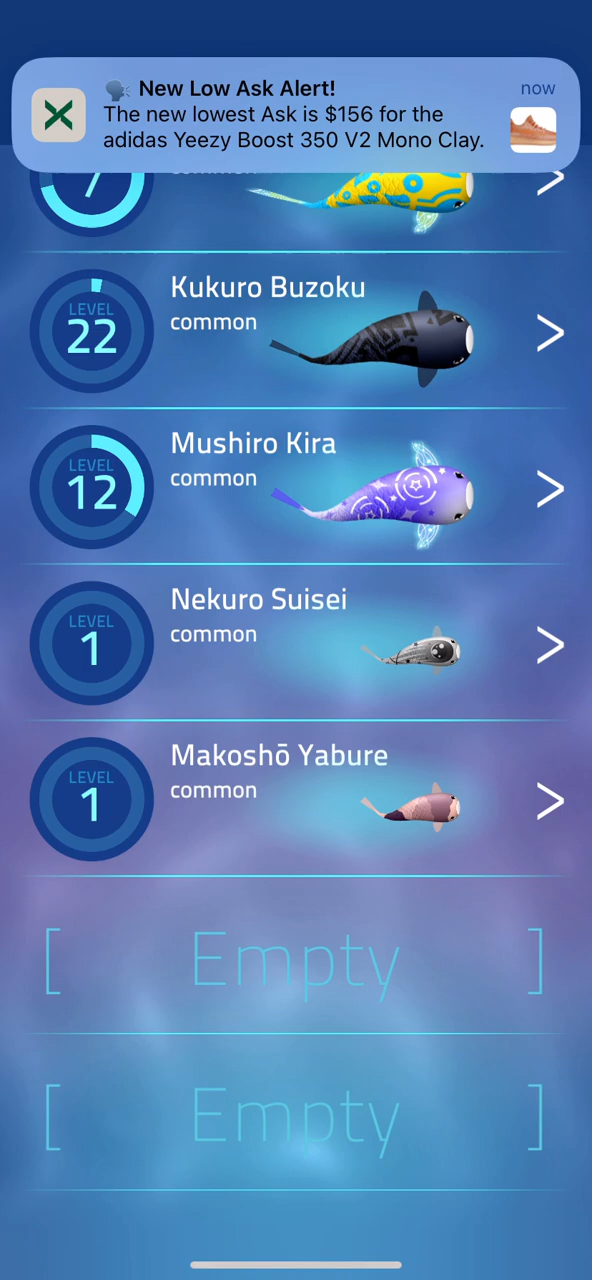 New Low Ask Alert!
now
The new lowest Ask is $156 for the
adidas Yeezy Boost 350 V2 Mono Clay.
7
common
Kukuro Buzoku
LEVEL
22
common
Mushiro Kira
LEVEL
12
common
Nekuro Suisei
LEVEL
1
common
Makoshō Yabure
LEVEL
1
common
[ Empty ]
[ Empty ]